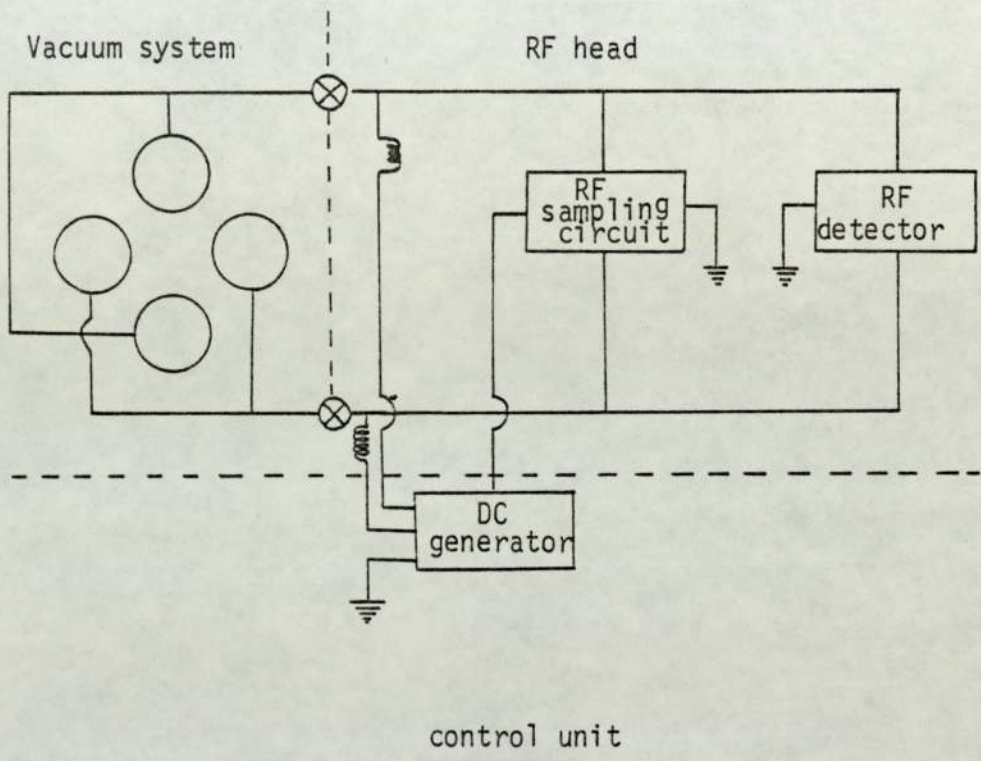 Vacuum system
RF head
RF
sampling
circuit
RF
detector
DC
generator
control unit